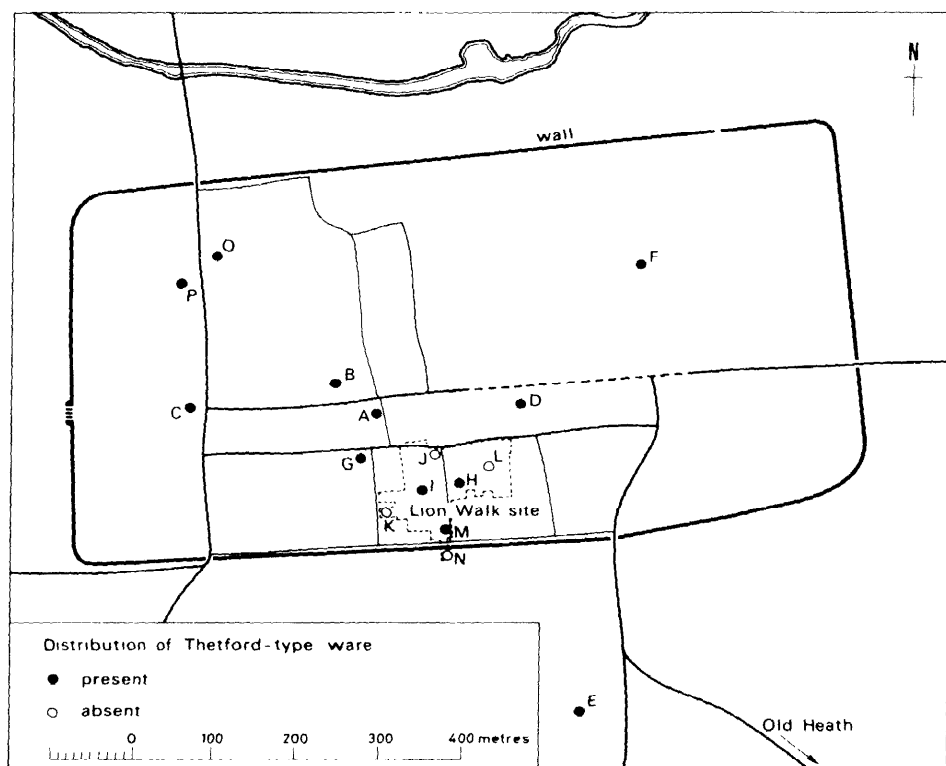 N
wall
O
P
F
B
C
A
D
G
J
L
I
H
K
Lion Walk site
M
N
Distribution of Thetford-type ware
present
absent
0 100 200 300 400 metres
E
Old Heath